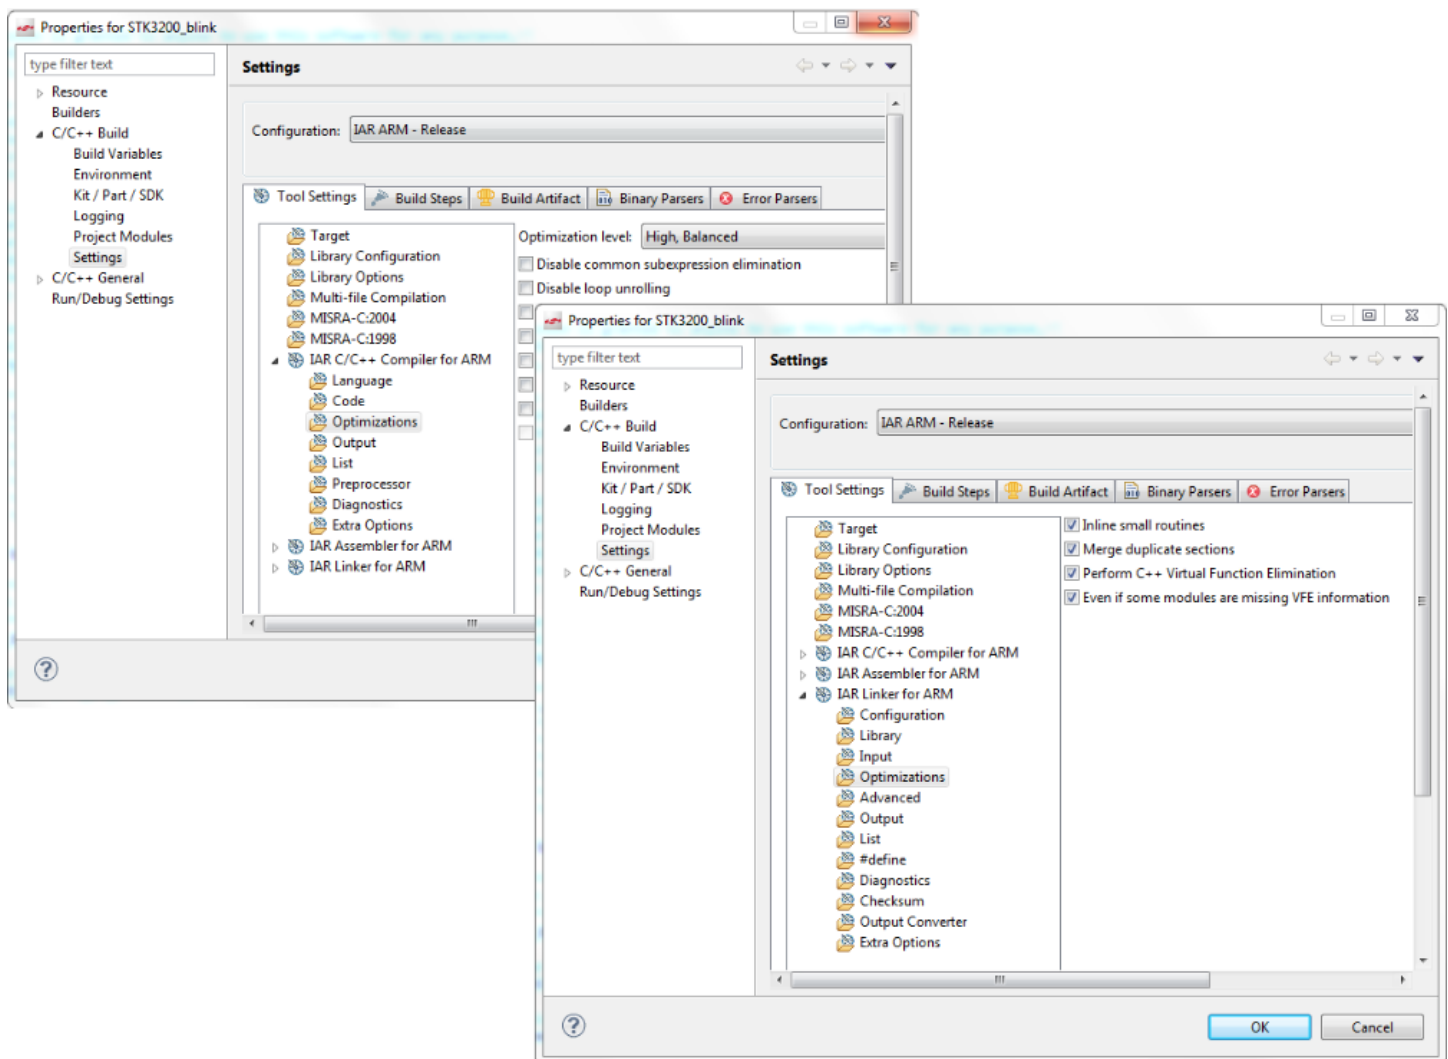 Properties for STK3200_blink
type filter text
Resource
Builders
C/C++ Build
Build Variables
Environment
Kit / Part / SDK
Logging
Project Modules
Settings
C/C++ General
Run/Debug Settings
Settings
Configuration: IAR ARM - Release
Tool Settings Build Steps Build Artifact Binary Parsers Error Parsers
Target
Library Configuration
Library Options
Multi-file Compilation
MISRA-C:2004
MISRA-C:1998
IAR C/C++ Compiler for ARM
Language
Code
Optimizations
Output
List
Preprocessor
Diagnostics
Extra Options
IAR Assembler for ARM
IAR Linker for ARM
Optimization level: High, Balanced
Disable common subexpression elimination
Disable loop unrolling
Properties for STK3200_blink
type filter text
Resource
Builders
C/C++ Build
Build Variables
Environment
Kit / Part / SDK
Logging
Project Modules
Settings
C/C++ General
Run/Debug Settings
Settings
Configuration: IAR ARM - Release
Tool Settings Build Steps Build Artifact Binary Parsers Error Parsers
Target
Library Configuration
Library Options
Multi-file Compilation
MISRA-C:2004
MISRA-C:1998
IAR C/C++ Compiler for ARM
IAR Assembler for ARM
IAR Linker for ARM
Configuration
Library
Input
Optimizations
Advanced
Output
List
#define
Diagnostics
Checksum
Output Converter
Extra Options
Inline small routines
Merge duplicate sections
Perform C++ Virtual Function Elimination
Even if some modules are missing VFE information
OK Cancel